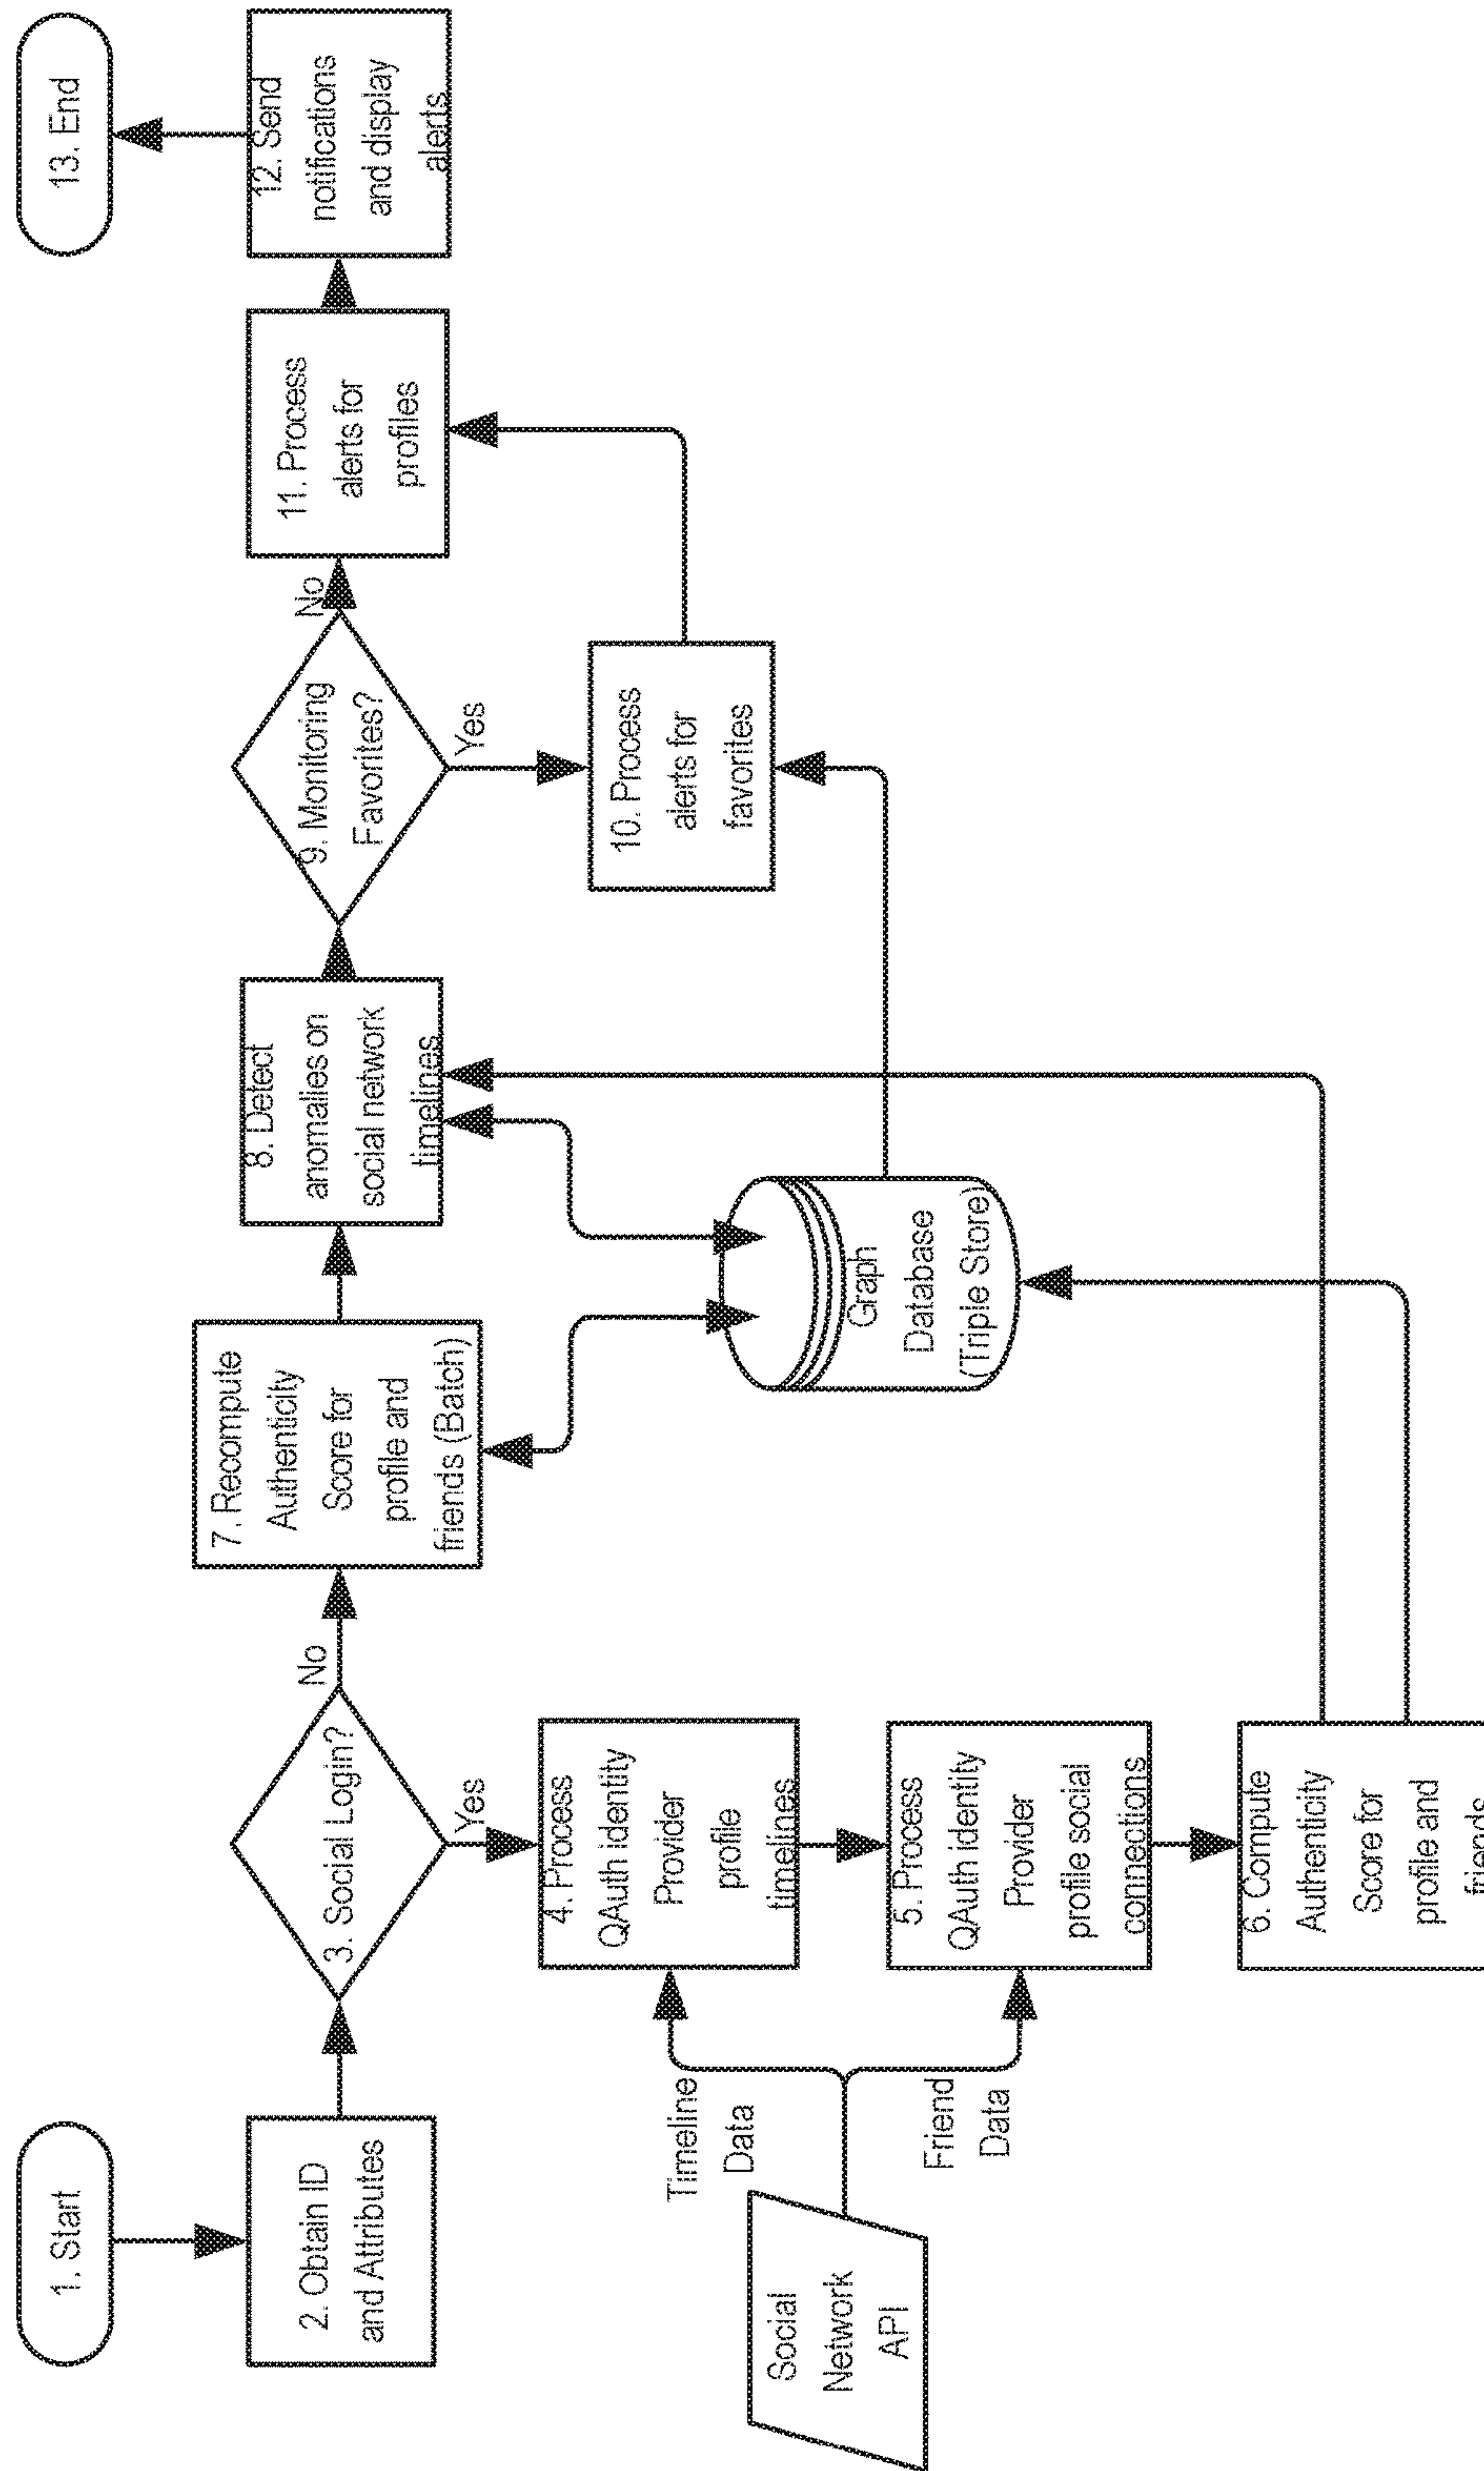 1. Start
2. Obtain ID
and Attributes
3. Social Login?
No
Yes
Social
Network
API
Timeline
Data
Friend
Data
4. Process
QAuth identity
Provider
profile
timelines
5. Process
QAuth identity
Provider
profile social
connections
6. Compute
Authenticity
Score for
profile and
friends
7. Recompute
Authenticity
Score for
profile and
friends (Batch)
Graph
Database
(Triple Store)
8. Detect
anomalies on
social network
timelines
9. Monitoring
Favorites?
No
Yes
10. Process
alerts for
favorites
11. Process
alerts for
profiles
12. Send
notifications
and display
alerts
13. End